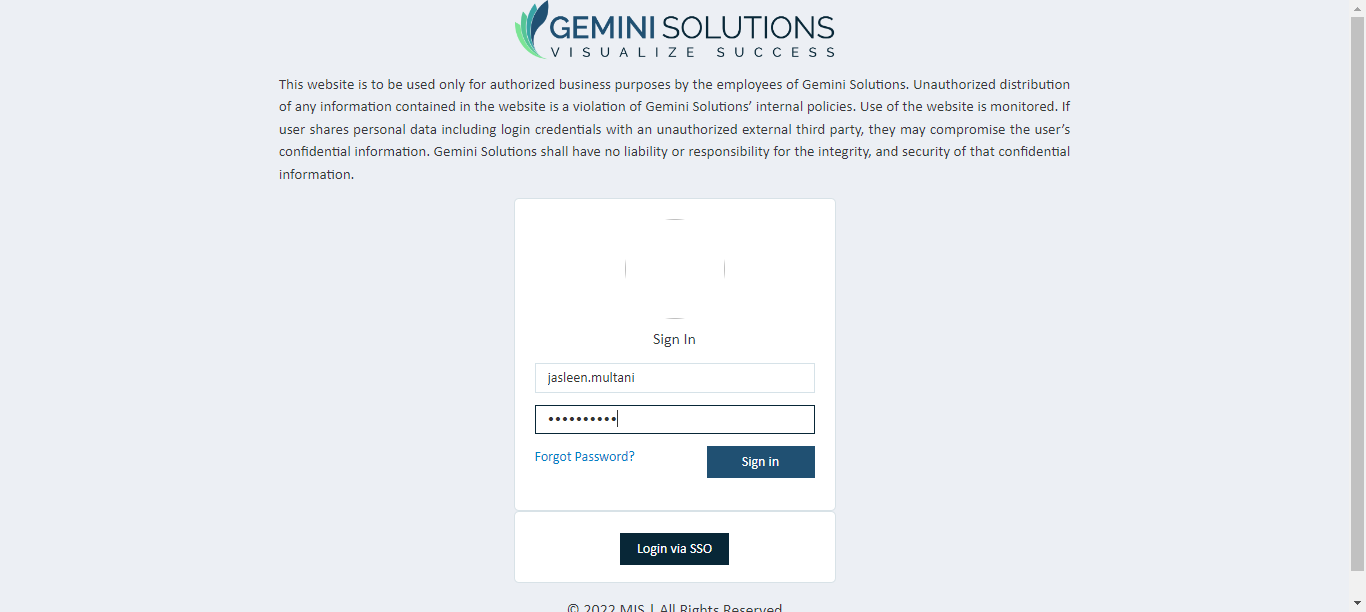 GEMINI SOLUTIONS
VISUALIZE SUCCESS
This website is to be used only for authorized business purposes by the employees of Gemini Solutions. Unauthorized distribution
of any information contained in the website is a violation of Gemini Solutions’ internal policies. Use of the website is monitored. If
user shares personal data including login credentials with an unauthorized external third party, they may compromise the user’s
confidential information. Gemini Solutions shall have no liability or responsibility for the integrity, and security of that confidential
information.
Sign In
jasleen.multani
••••••••••
Forgot Password?
Sign in
Login via SSO
© 2022 MIS | All Rights Reserved